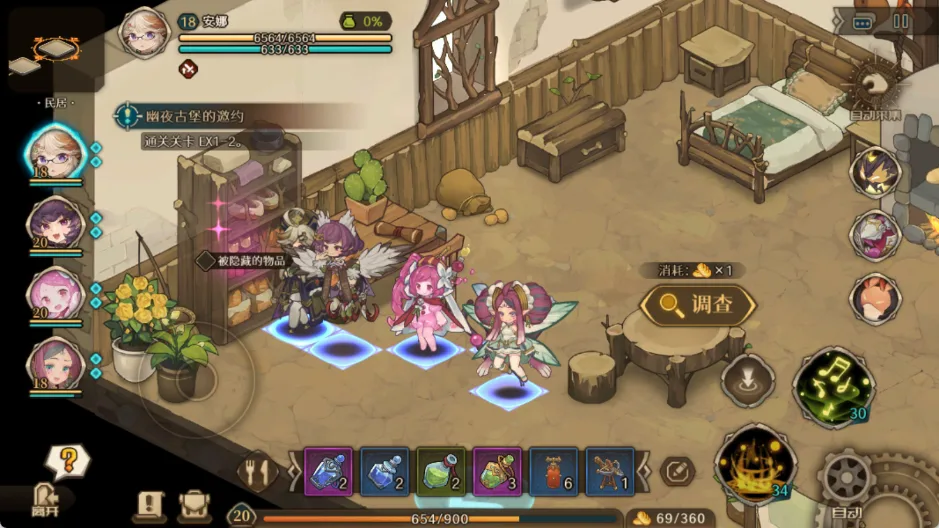 18 安娜
0%
6564/6564
633/633
·民居·
幽夜古堡的邀约
通关关卡 EX1-2。
18
20
20
18
被隐藏的物品
消耗: ×1
调查
30
34
2
2
2
3
6
1
?
离开
20
654/900
69/360
自动